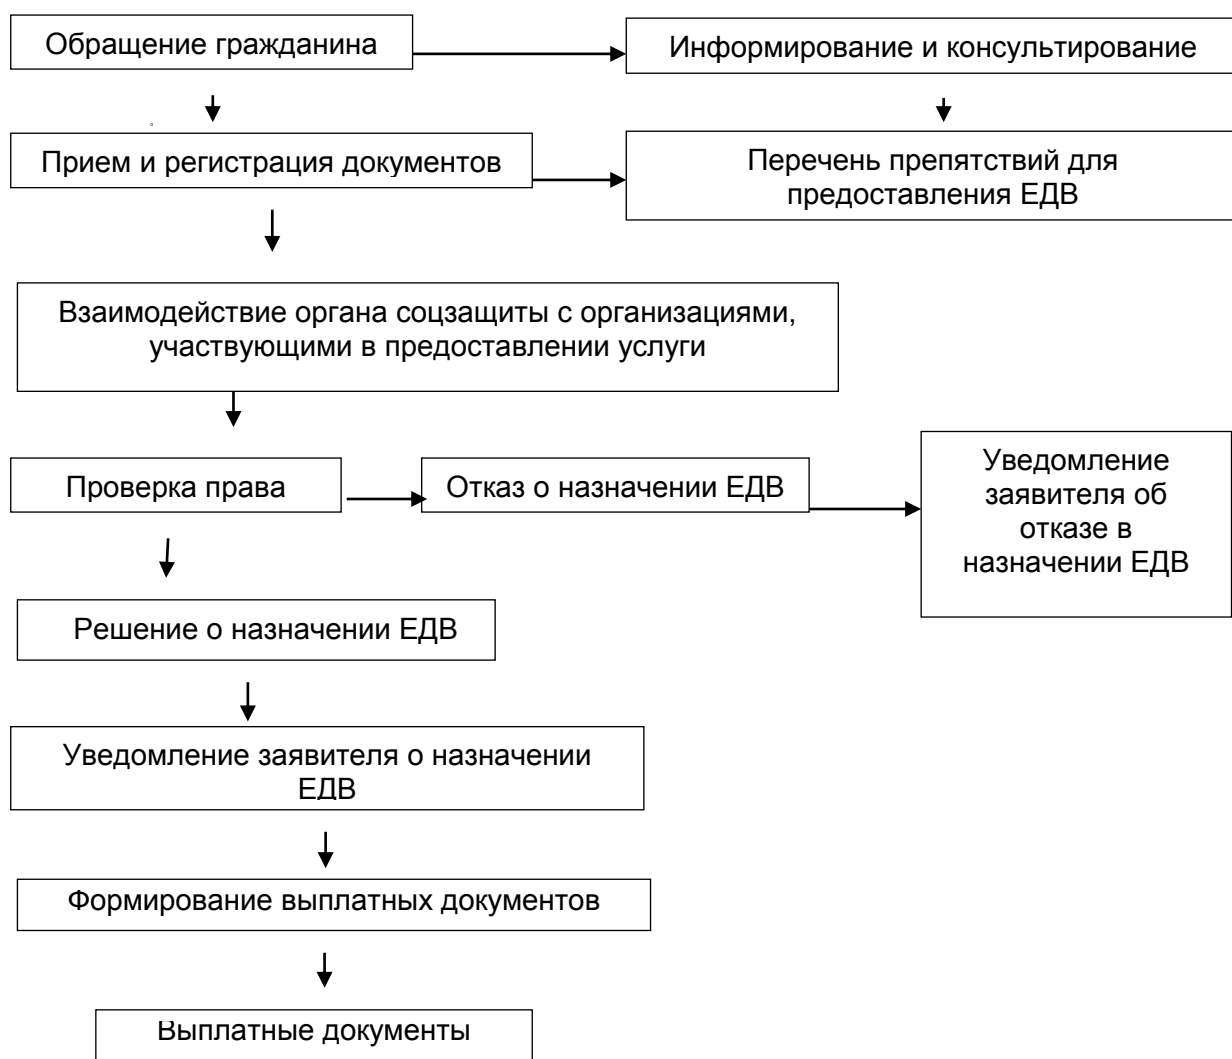 Обращение гражданина
Информирование и консультирование
Прием и регистрация документов
Перечень препятствий для
предоставления ЕДВ
Взаимодействие органа соцзащиты с организациями,
участвующими в предоставлении услуги
Проверка права
Отказ о назначении ЕДВ
Уведомление
заявителя об
отказе в
назначении ЕДВ
Решение о назначении ЕДВ
Уведомление заявителя о назначении
ЕДВ
Формирование выплатных документов
Выплатные документы